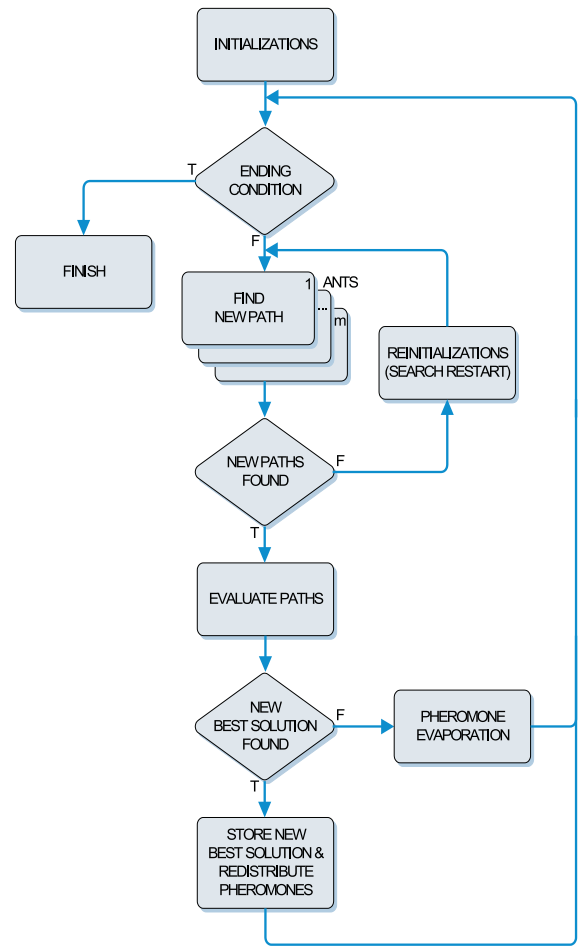 INITIALIZATIONS
T
ENDING
CONDITION
FINISH
F
1 ANTS
FIND
NEW PATH
...
m
REINITIALIZATIONS
(SEARCH RESTART)
NEW PATHS
FOUND
F
T
EVALUATE PATHS
NEW
BEST SOLUTION
FOUND
F
PHEROMONE
EVAPORATION
T
STORE NEW
BEST SOLUTION &
REDISTRIBUTE
PHEROMONES